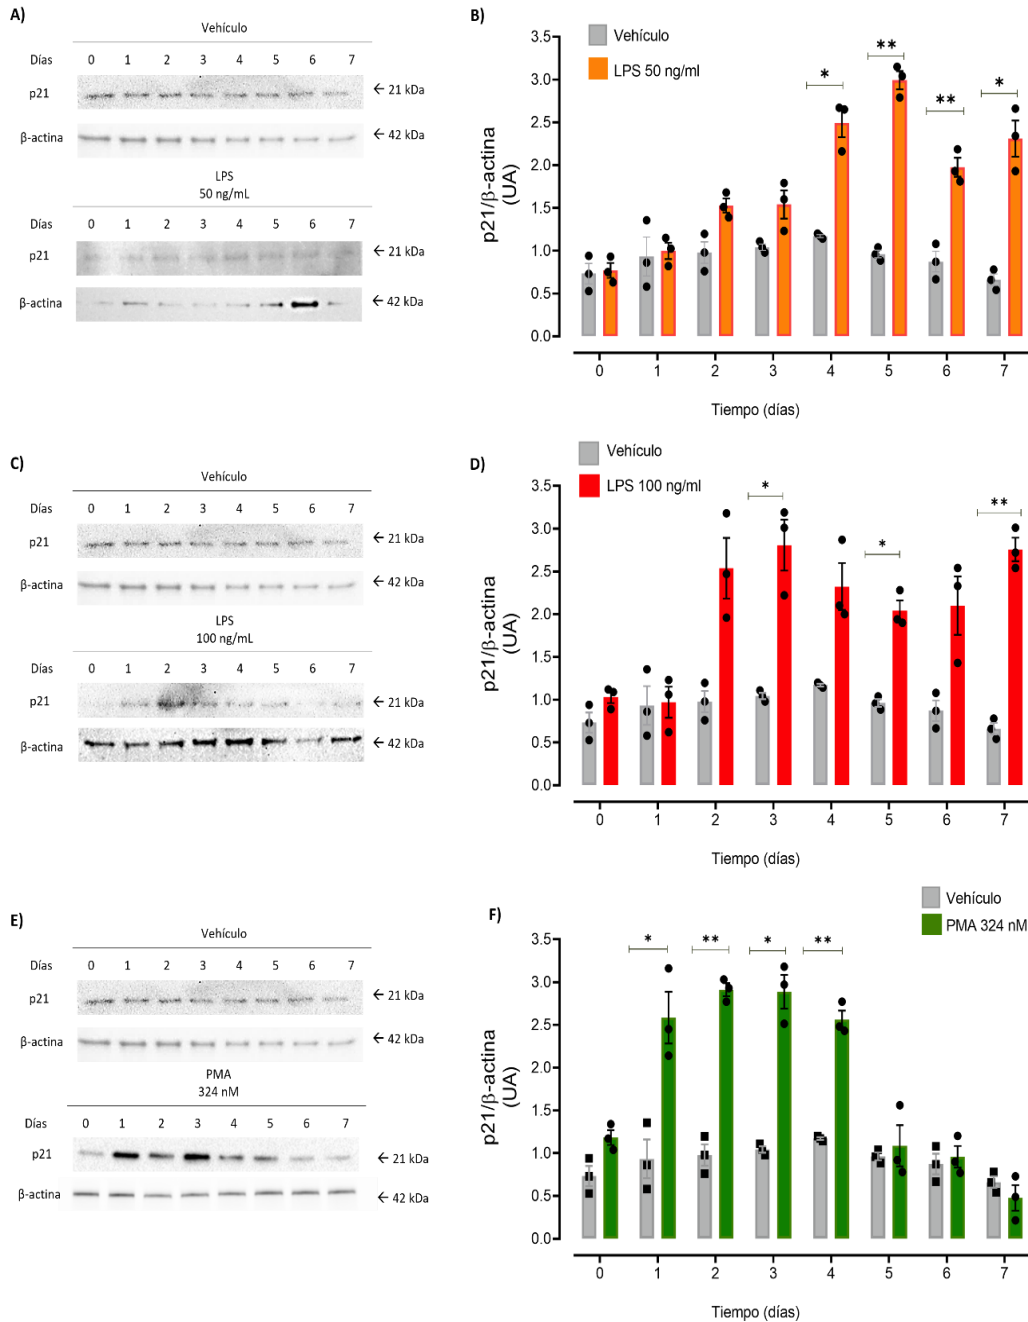 A)
Vehículo
Días 0 1 2 3 4 5 6 7
p21 ← 21 kDa
β-actina ← 42 kDa
LPS
50 ng/mL
Días 0 1 2 3 4 5 6 7
p21 ← 21 kDa
β-actina ← 42 kDa
B)
Vehículo
LPS 50 ng/ml
p21/β-actina
(UA)
3.5
3.0
2.5
2.0
1.5
1.0
0.5
0.0
* ** ** *
0 1 2 3 4 5 6 7
Tiempo (días)
C)
Vehículo
Días 0 1 2 3 4 5 6 7
p21 ← 21 kDa
β-actina ← 42 kDa
LPS
100 ng/mL
Días 0 1 2 3 4 5 6 7
p21 ← 21 kDa
β-actina ← 42 kDa
D)
Vehículo
LPS 100 ng/ml
p21/β-actina
(UA)
3.5
3.0
2.5
2.0
1.5
1.0
0.5
0.0
* * **
0 1 2 3 4 5 6 7
Tiempo (días)
E)
Vehículo
Días 0 1 2 3 4 5 6 7
p21 ← 21 kDa
β-actina ← 42 kDa
PMA
324 nM
Días 0 1 2 3 4 5 6 7
p21 ← 21 kDa
β-actina ← 42 kDa
F)
Vehículo
PMA 324 nM
p21/β-actina
(UA)
3.5
3.0
2.5
2.0
1.5
1.0
0.5
0.0
* ** * **
0 1 2 3 4 5 6 7
Tiempo (días)